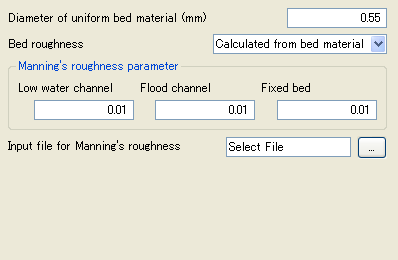 Diameter of uniform bed material (mm) 0.55
Bed roughness Calculated from bed material
Manning's roughness parameter
Low water channel Flood channel Fixed bed
0.01 0.01 0.01
Input file for Manning's roughness Select File ...